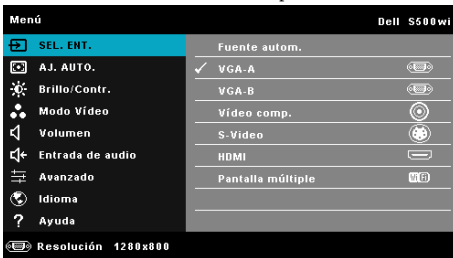 Menú Dell S500wi
SEL. ENT.
AJ. AUTO.
Brillo/Contr.
Modo Vídeo
Volumen
Entrada de audio
Avanzado
Idioma
Ayuda
Fuente autom.
VGA-A
VGA-B
Vídeo comp.
S-Video
HDMI
Pantalla múltiple WiFi
Resolución 1280x800